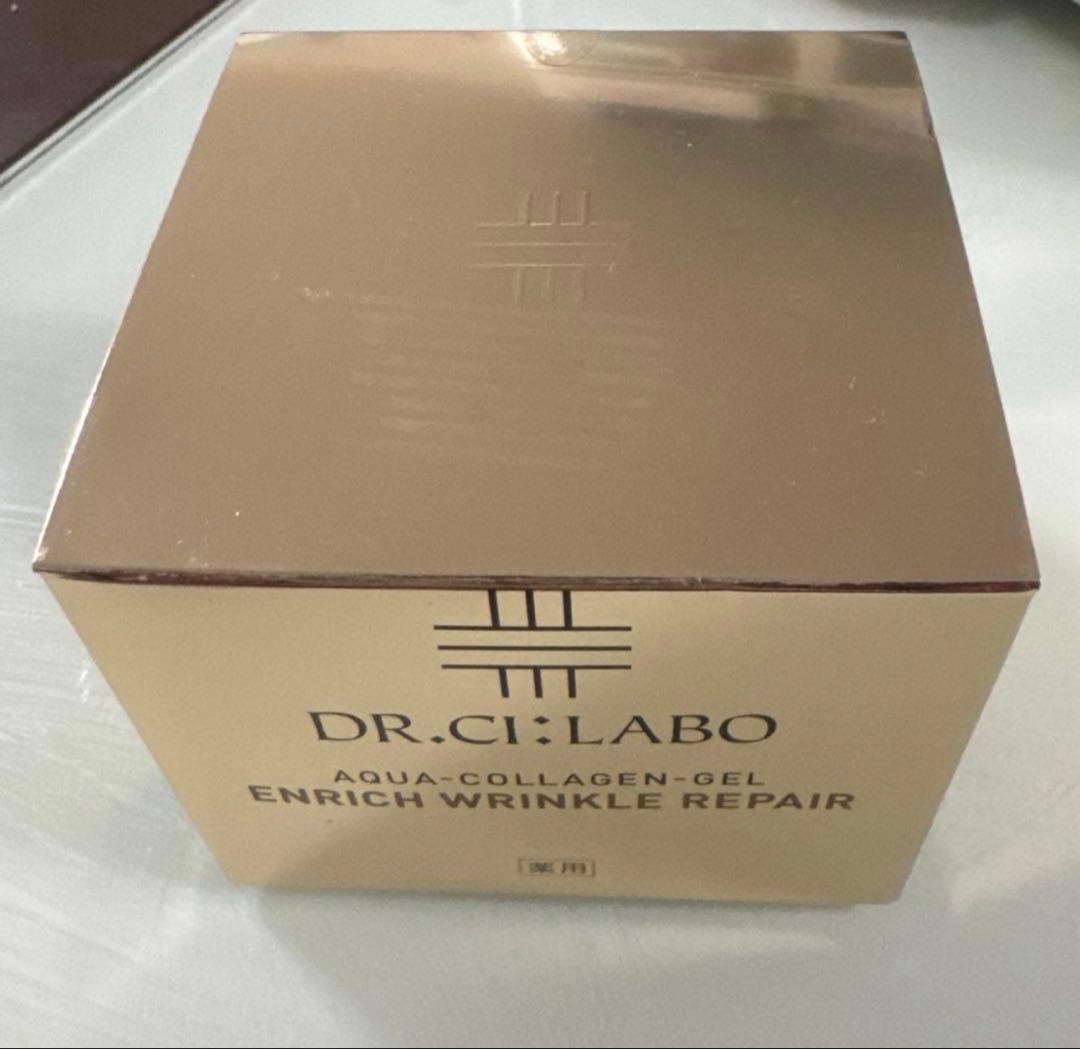 DR.CI:LABO
AQUA-COLLAGEN-GEL
ENRICH WRINKLE REPAIR
薬用